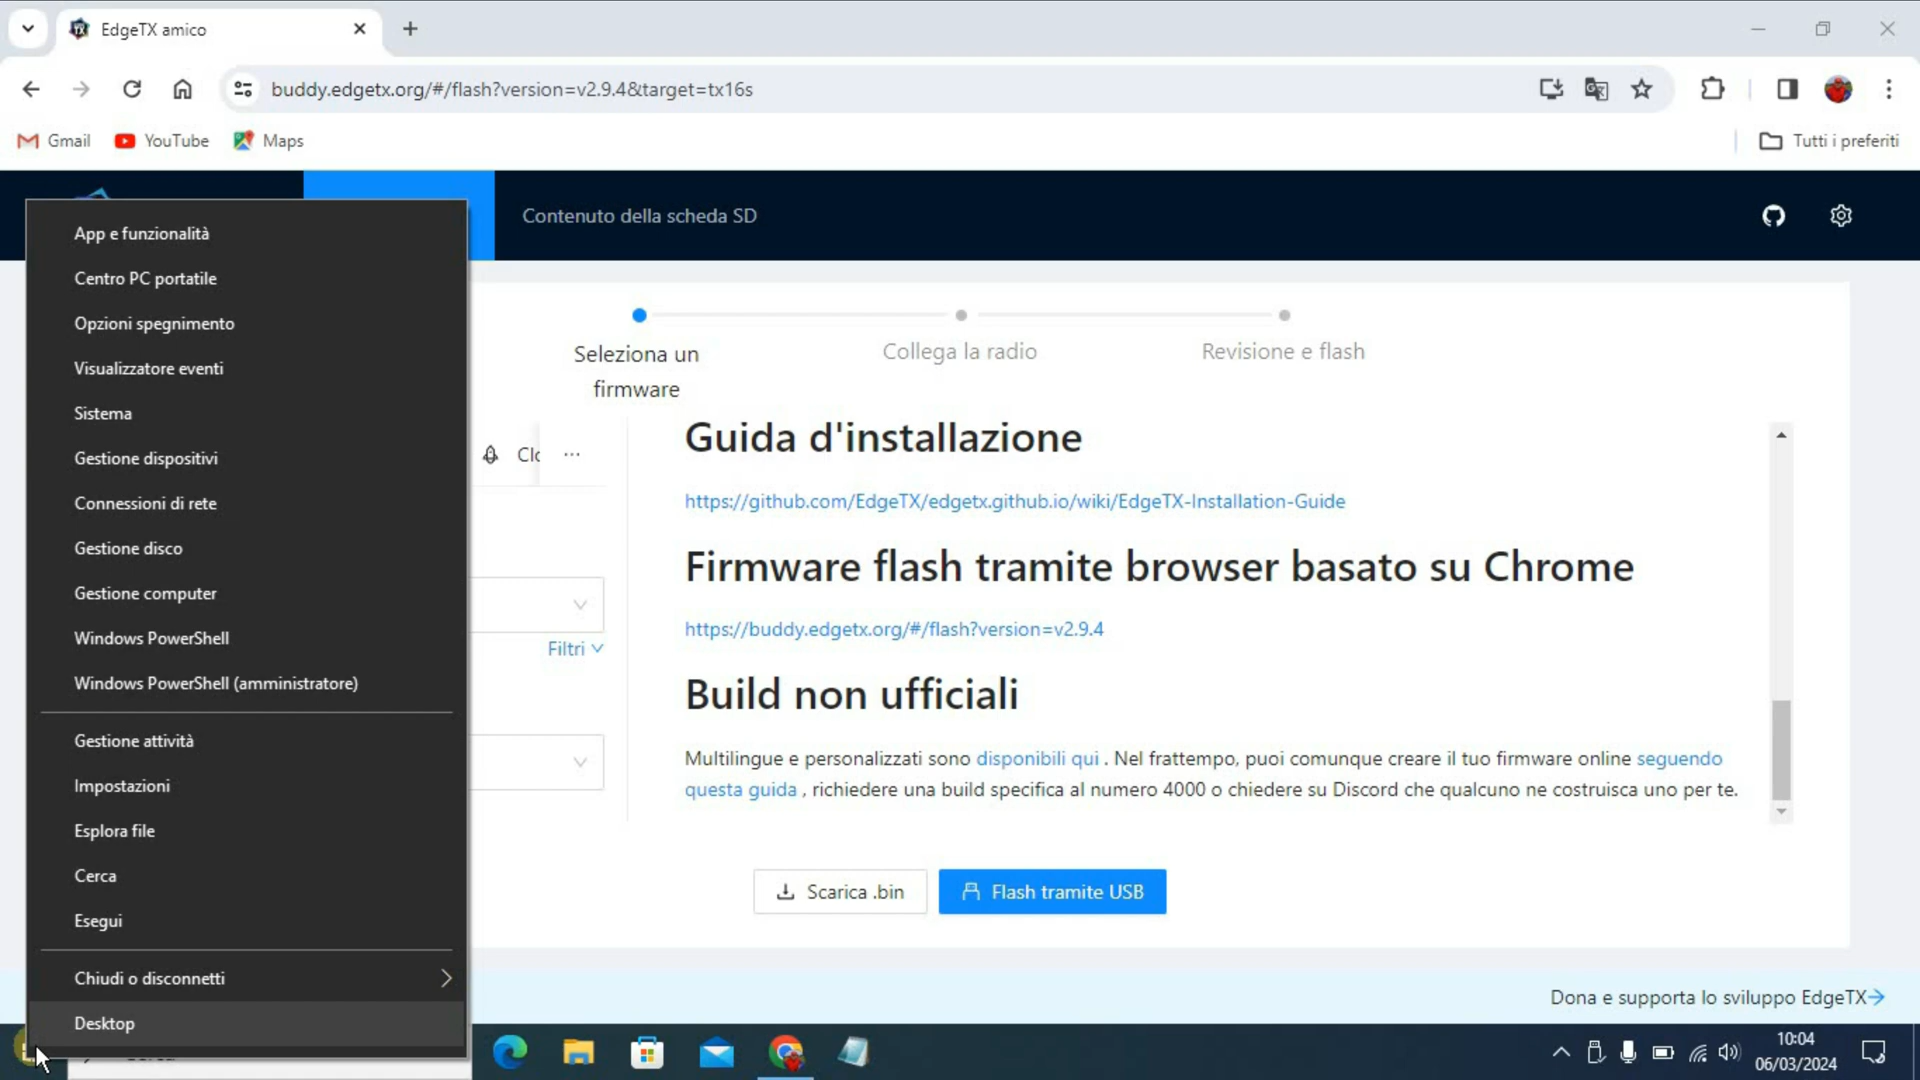 EdgeTX amico
buddy.edgetx.org/#/flash?version=v2.9.4&target=tx16s
Gmail
YouTube
Maps
Tutti i preferiti
Contenuto della scheda SD
App e funzionalità
Centro PC portatile
Opzioni spegnimento
Visualizzatore eventi
Sistema
Gestione dispositivi
Connessioni di rete
Gestione disco
Gestione computer
Windows PowerShell
Windows PowerShell (amministratore)
Gestione attività
Impostazioni
Esplora file
Cerca
Esegui
Chiudi o disconnetti
Desktop
Seleziona un
firmware
Collega la radio
Revisione e flash
Clo
...
Filtri
Guida d'installazione
https://github.com/EdgeTX/edgetx.github.io/wiki/EdgeTX-Installation-Guide
Firmware flash tramite browser basato su Chrome
https://buddy.edgetx.org/#/flash?version=v2.9.4
Build non ufficiali
Multilingue e personalizzati sono disponibili qui . Nel frattempo, puoi comunque creare il tuo firmware online seguendo
questa guida , richiedere una build specifica al numero 4000 o chiedere su Discord che qualcuno ne costruisca uno per te.
Scarica .bin
Flash tramite USB
Dona e supporta lo sviluppo EdgeTX
10:04
06/03/2024